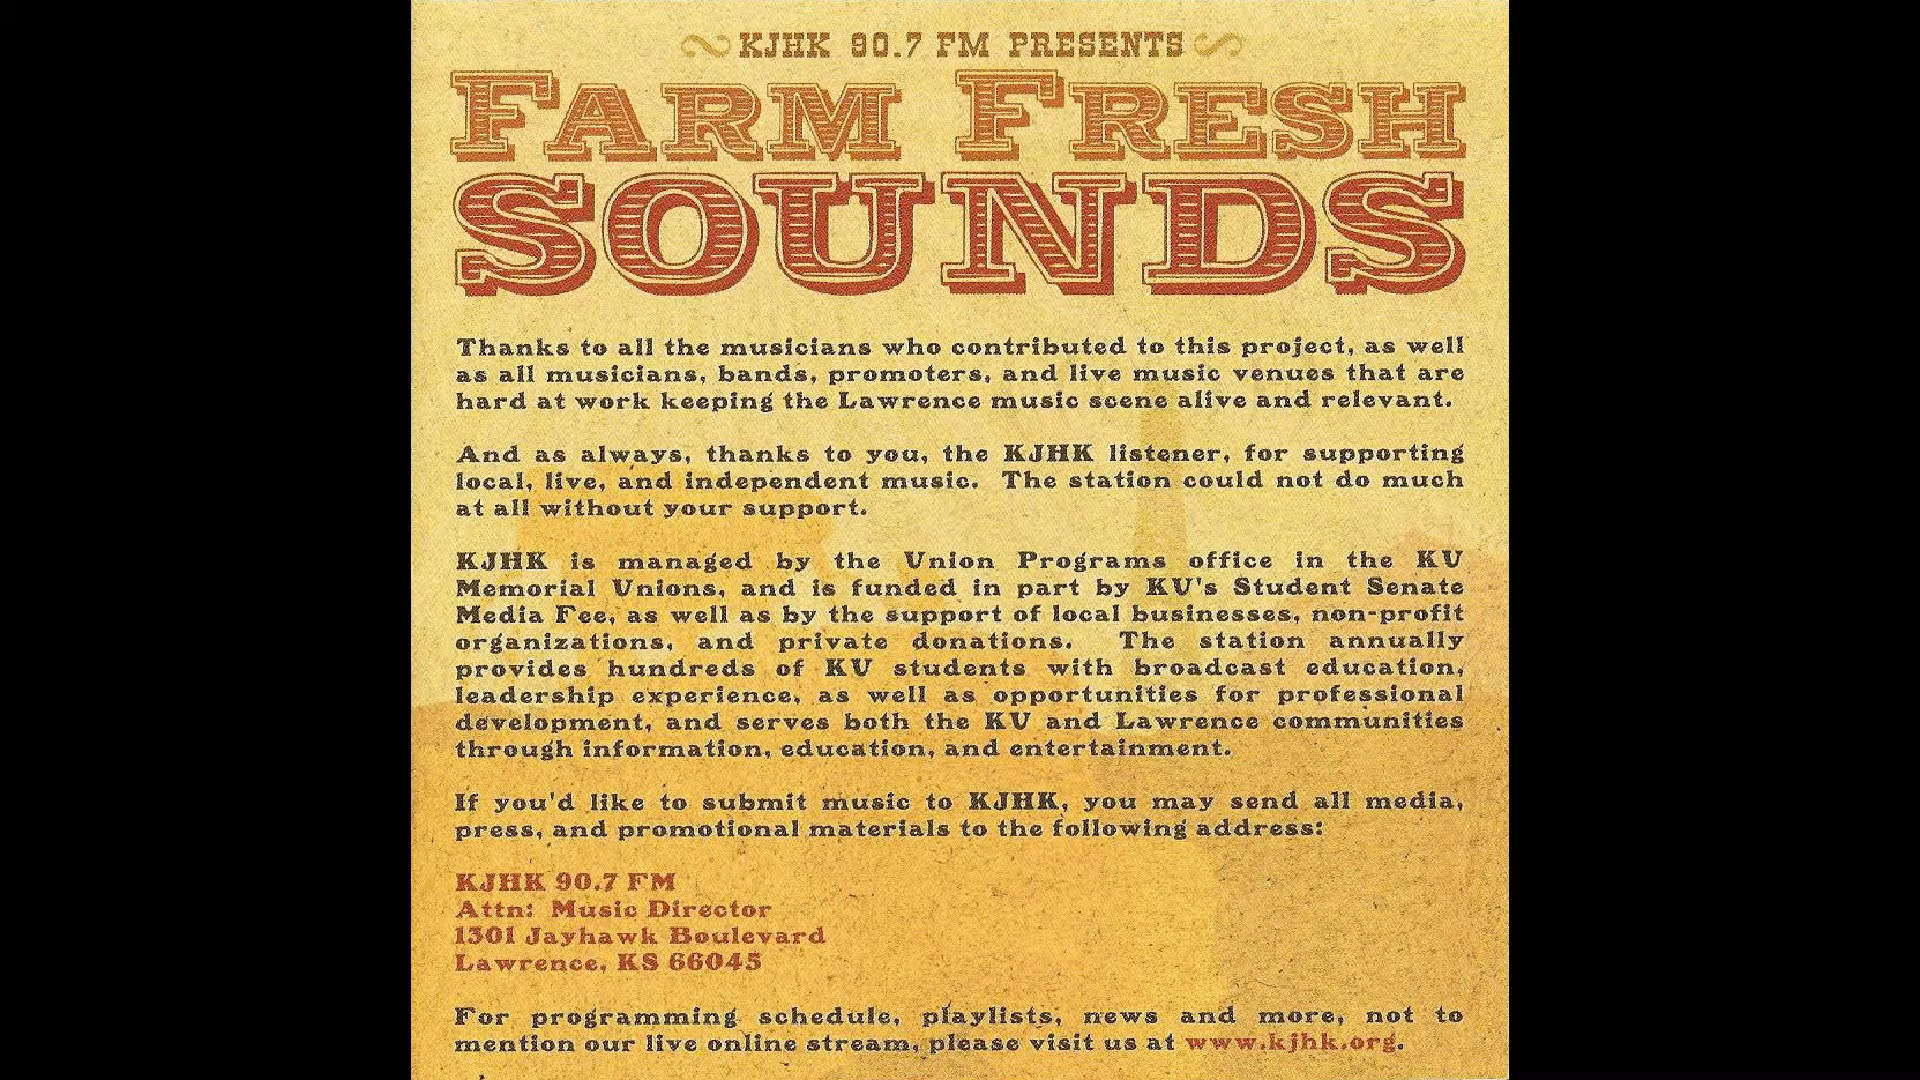 KJHK 90.7 FM PRESENTS
FARM FRESH
SOUNDS
Thanks to all the musicians who contributed to this project, as well
as all musicians, bands, promoters, and live music venues that are
hard at work keeping the Lawrence music scene alive and relevant.
And as always, thanks to you, the KJHK listener, for supporting
local, live, and independent music. The station could not do much
at all without your support.
KJHK is managed by the Union Programs office in the KU
Memorial Unions, and is funded in part by KU's Student Senate
Media Fee, as well as by the support of local businesses, non-profit
organizations, and private donations. The station annually
provides hundreds of KU students with broadcast education,
leadership experience, as well as opportunities for professional
development, and serves both the KU and Lawrence communities
through information, education, and entertainment.
If you'd like to submit music to KJHK, you may send all media,
press, and promotional materials to the following address:
KJHK 90.7 FM
Attn: Music Director
1301 Jayhawk Boulevard
Lawrence, KS 66045
For programming schedule, playlists, news and more, not to
mention our live online stream, please visit us at www.kjhk.org.